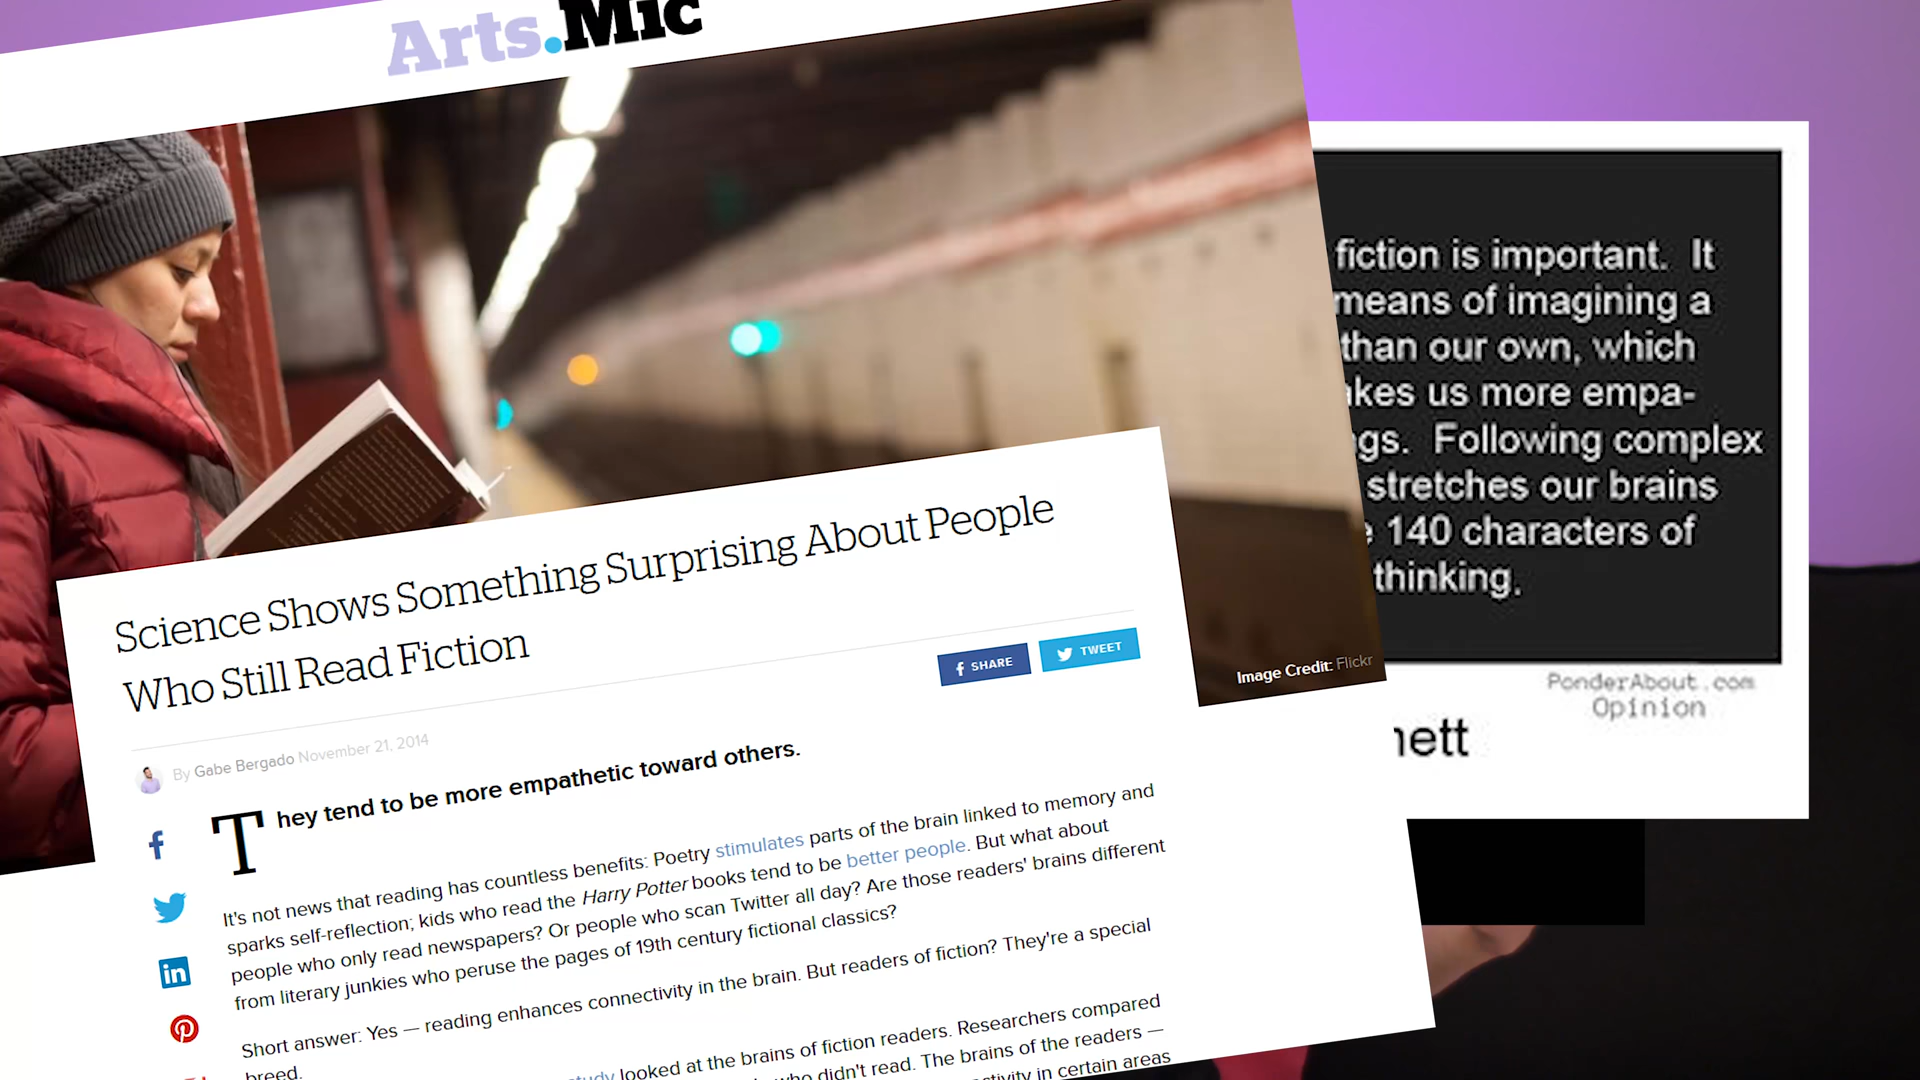 Arts.Mic
Science Shows Something Surprising About People
Who Still Read Fiction
SHARE
TWEET
Image Credit: Flickr
By Gabe Bergado November 21, 2014
They tend to be more empathetic toward others.
It's not news that reading has countless benefits: Poetry stimulates parts of the brain linked to memory and
sparks self-reflection; kids who read the Harry Potter books tend to be better people. But what about
people who only read newspapers? Or people who scan Twitter all day? Are those readers' brains different
from literary junkies who peruse the pages of 19th century fictional classics?
Short answer: Yes — reading enhances connectivity in the brain. But readers of fiction? They're a special
breed.
study looked at the brains of fiction readers. Researchers compared
who didn't read. The brains of the readers —
in certain areas
fiction is important. It
means of imagining a
than our own, which
us more empa-
Following complex
stretches our brains
140 characters of
thinking.
PonderAbout.com
Opinion